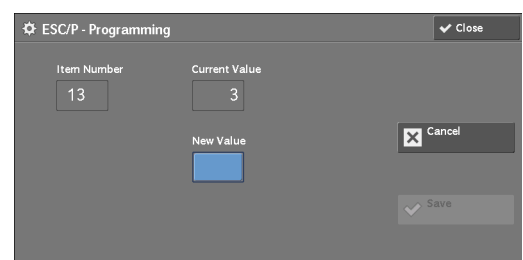 ESC/P - Programming
Close
Item Number
Current Value
13
3
New Value
Cancel
Save